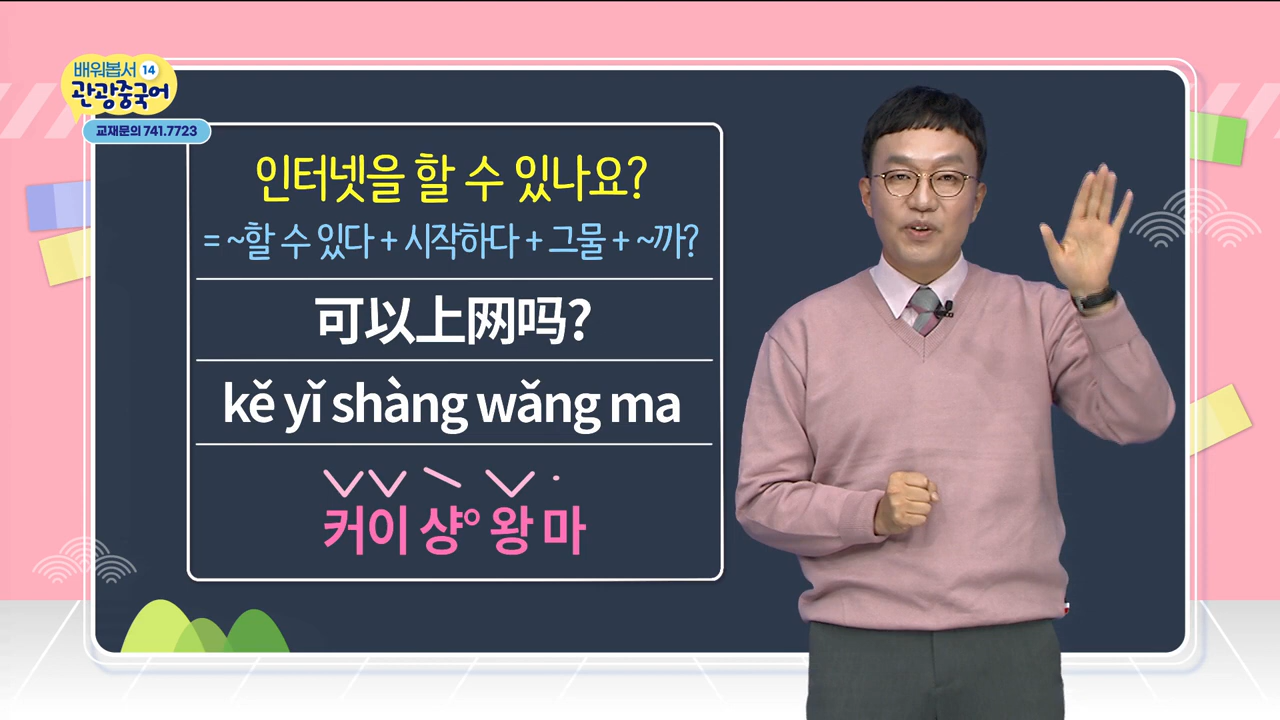 배워봅서 14
관광중국어
교재문의 741.7723
인터넷을 할 수 있나요?
= ~할 수 있다 + 시작하다 + 그물 + ~까?
可以上网吗?
kě yǐ shàng wǎng ma
커이 샹° 왕 마